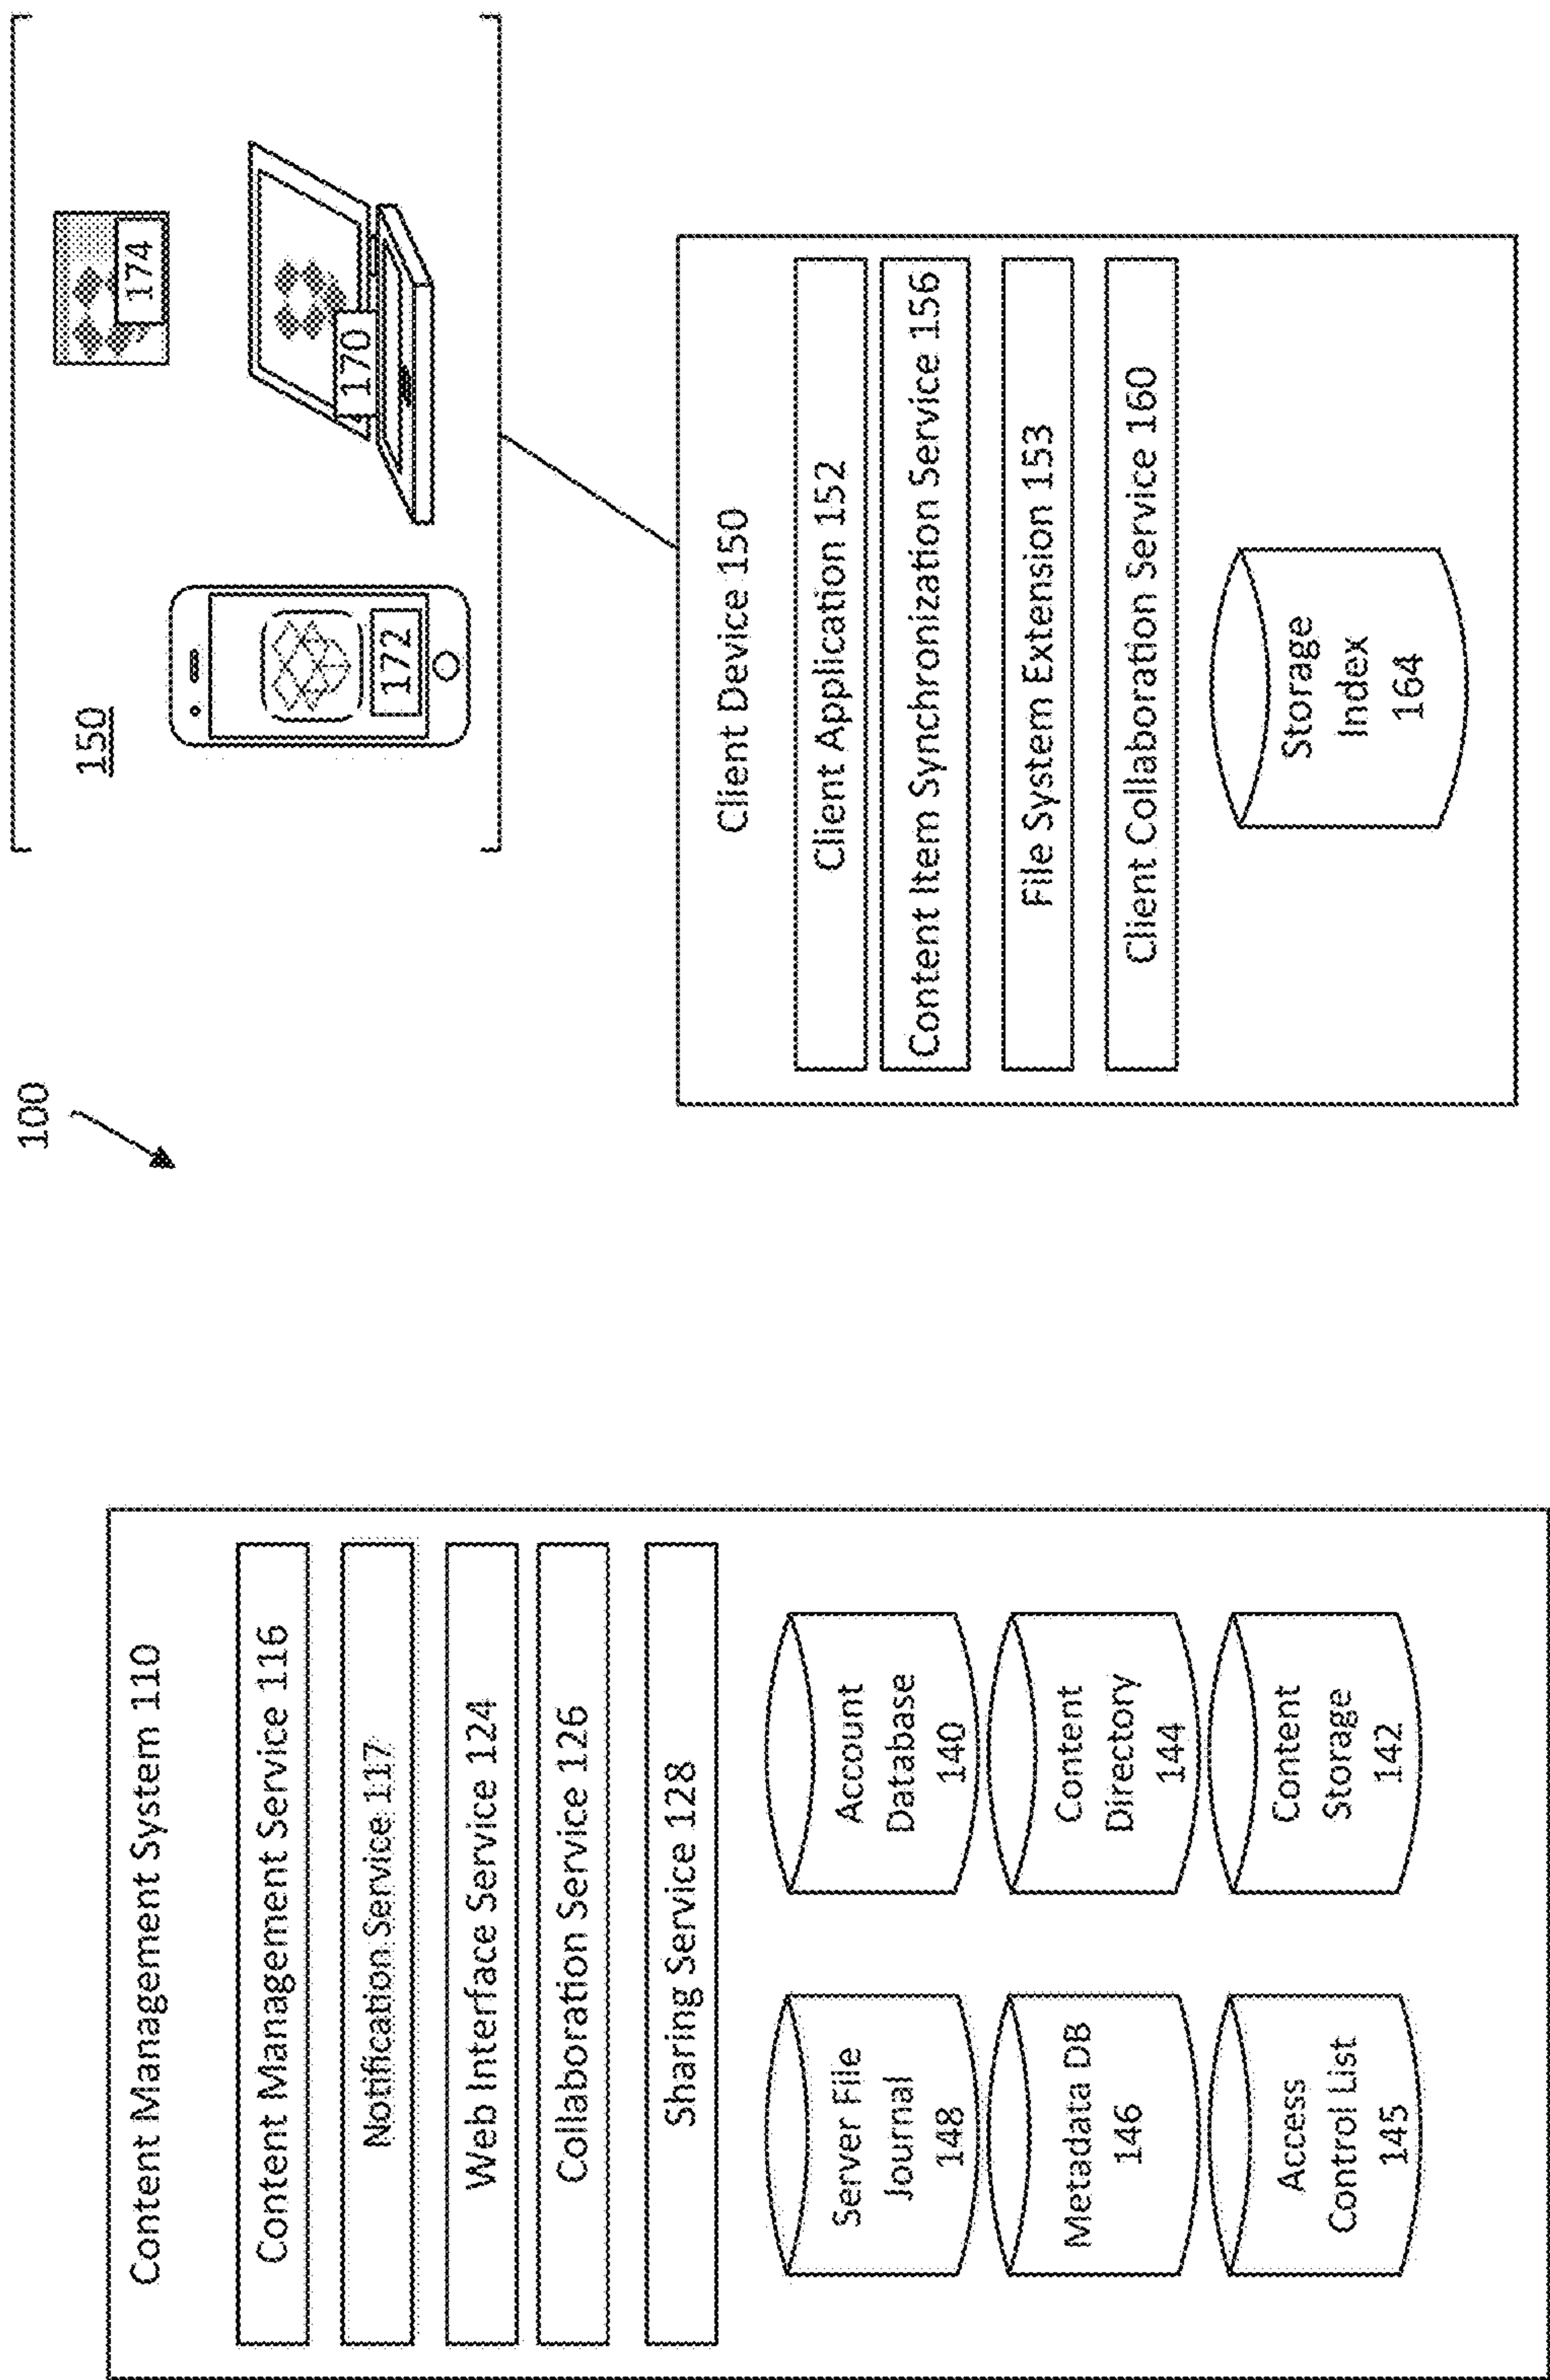 100
Content Management System 110
Content Management Service 116
Notification Service 117
Web Interface Service 124
Collaboration Service 126
Sharing Service 128
Server File
Journal
148
Account
Database
140
Metadata DB
146
Content
Directory
144
Access
Control List
145
Content
Storage
142
150
172
170
174
Client Device 150
Client Application 152
Content Item Synchronization Service 156
File System Extension 153
Client Collaboration Service 160
Storage
Index
164